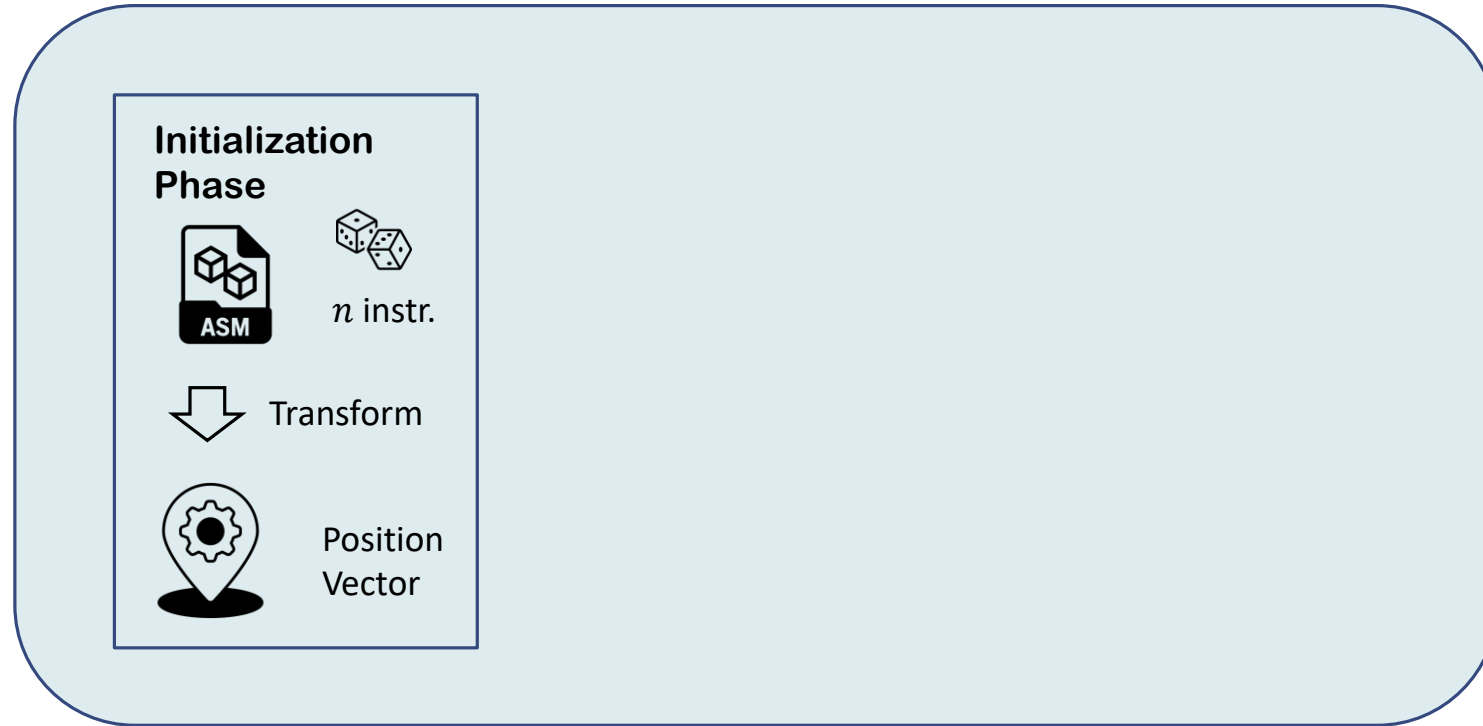 Initialization
Phase
ASM
n instr.
Transform
Position
Vector